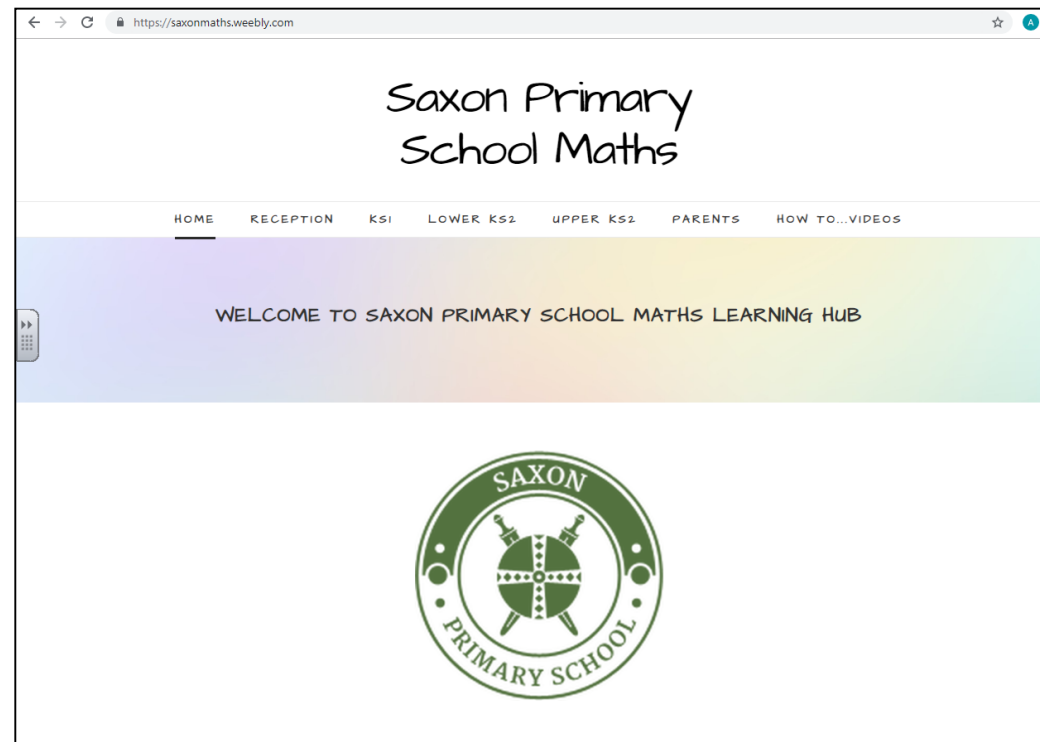 https://saxonmaths.weebly.com
A
Saxon Primary
School Maths
HOME RECEPTION KS1 LOWER KS2 UPPER KS2 PARENTS HOW TO...VIDEOS
WELCOME TO SAXON PRIMARY SCHOOL MATHS LEARNING HUB
SAXON
PRIMARY SCHOOL